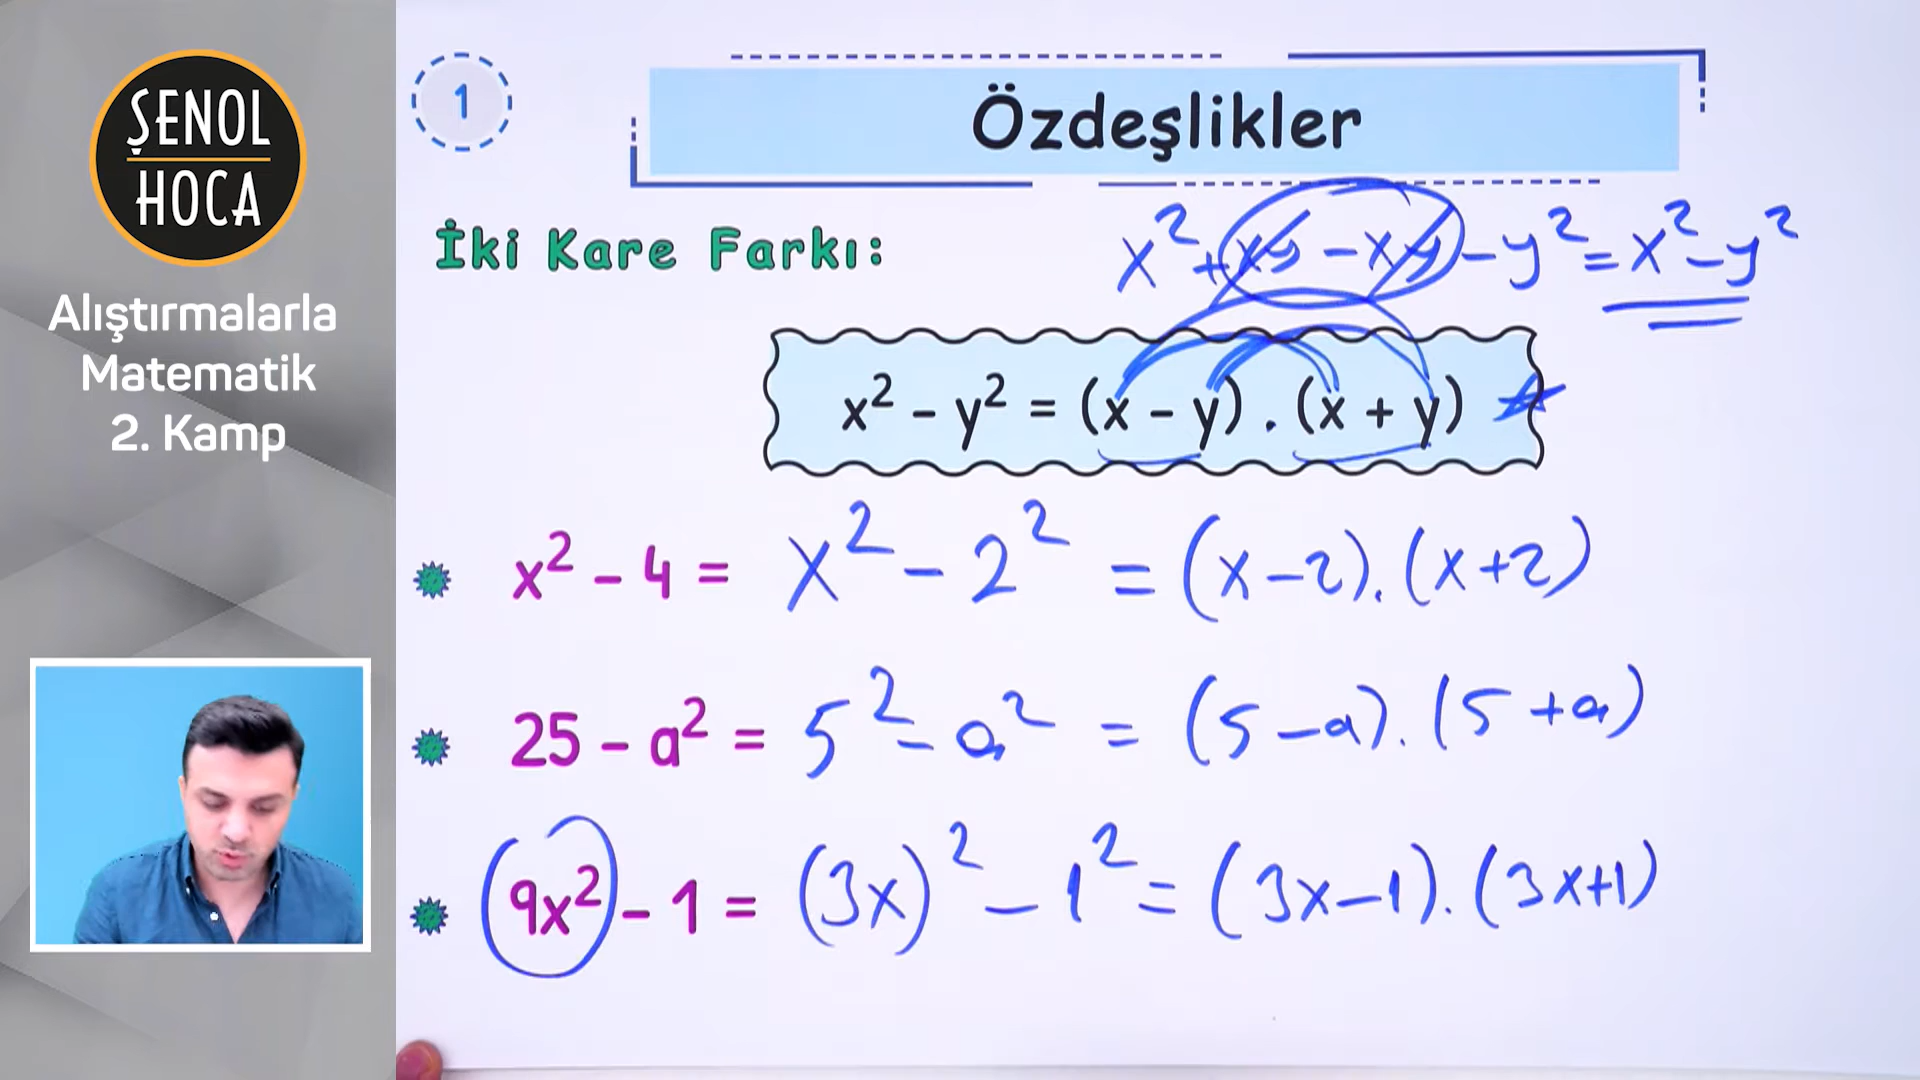 ŞENOL
HOCA
Alıştırmalarla
Matematik
2. Kamp
1
Özdeşlikler
İki Kare Farkı:
x² + xy - xy - y² = x² - y²
x² - y² = (x - y) . (x + y)
x² - 4 = x² - 2² = (x - 2) . (x + 2)
25 - a² = 5² - a² = (5 - a) . (5 + a)
9x² - 1 = (3x)² - 1² = (3x - 1) . (3x + 1)